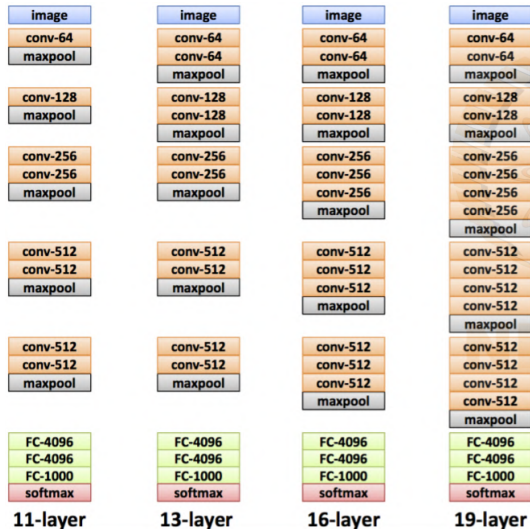 image
conv-64
maxpool
conv-128
maxpool
conv-256
conv-256
maxpool
conv-512
conv-512
maxpool
conv-512
conv-512
maxpool
FC-4096
FC-4096
FC-1000
softmax
11-layer
image
conv-64
conv-64
maxpool
conv-128
conv-128
maxpool
conv-256
conv-256
maxpool
conv-512
conv-512
maxpool
conv-512
conv-512
maxpool
FC-4096
FC-4096
FC-1000
softmax
13-layer
image
conv-64
conv-64
maxpool
conv-128
conv-128
maxpool
conv-256
conv-256
conv-256
maxpool
conv-512
conv-512
conv-512
maxpool
conv-512
conv-512
conv-512
maxpool
FC-4096
FC-4096
FC-1000
softmax
16-layer
image
conv-64
conv-64
maxpool
conv-128
conv-128
maxpool
conv-256
conv-256
conv-256
conv-256
maxpool
conv-512
conv-512
conv-512
conv-512
maxpool
conv-512
conv-512
conv-512
conv-512
maxpool
FC-4096
FC-4096
FC-1000
softmax
19-layer